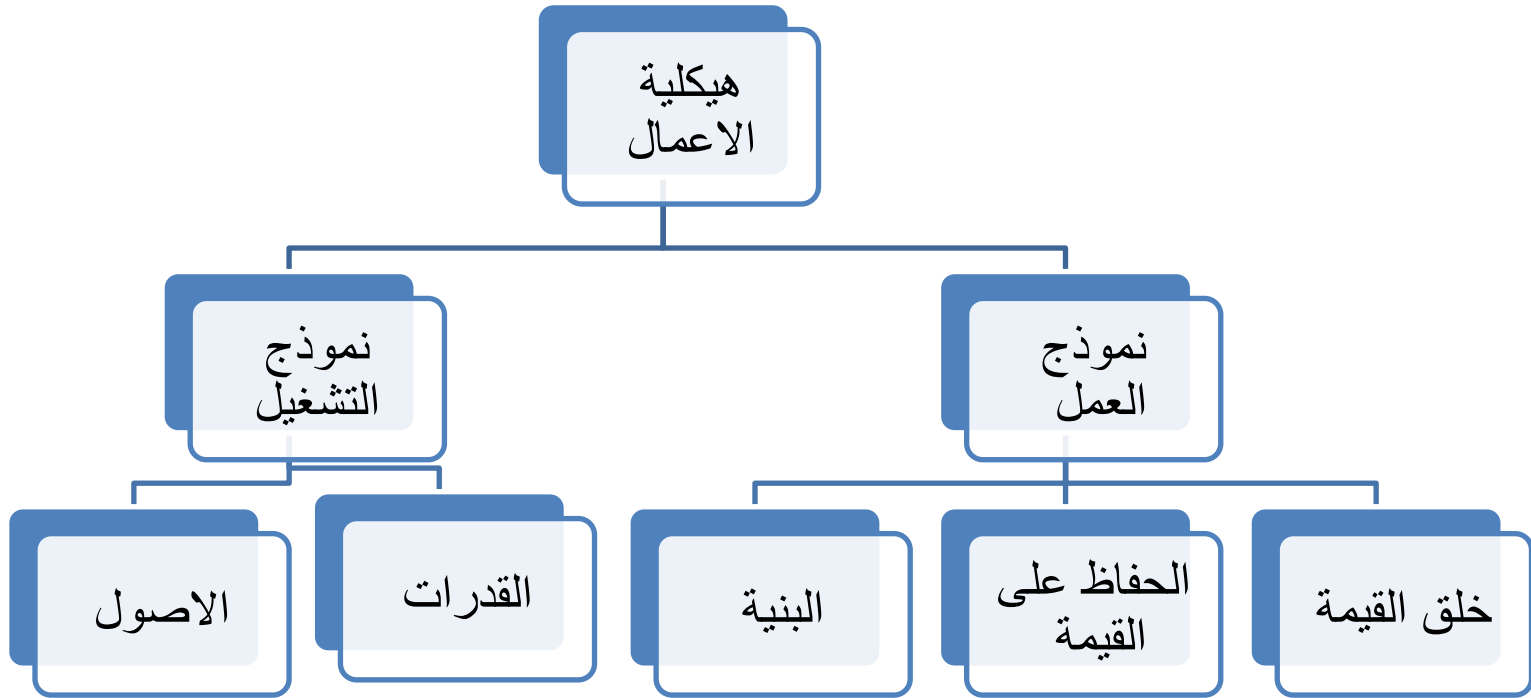 هيكلية
الاعمال
نموذج
العمل
نموذج
التشغيل
خلق القيمة
الحفاظ على
القيمة
البنية
القدرات
الاصول